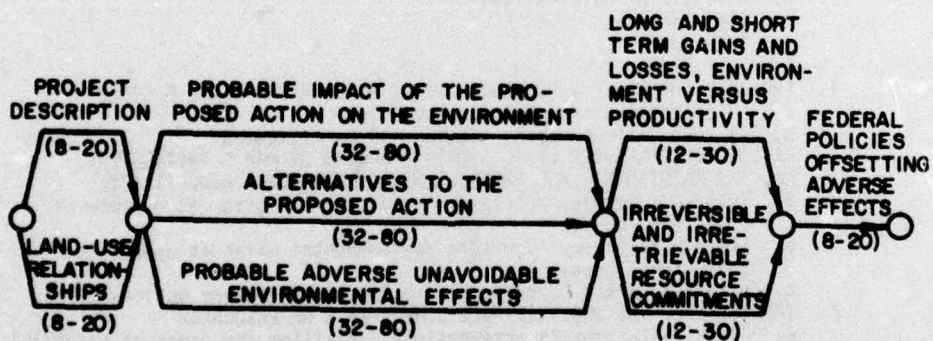 PROJECT
DESCRIPTION
(8-20)
LAND-USE
RELATION-
SHIPS
(8-20)
PROBABLE IMPACT OF THE PRO-
POSED ACTION ON THE ENVIRONMENT
(32-80)
ALTERNATIVES TO THE
PROPOSED ACTION
(32-80)
PROBABLE ADVERSE UNAVOIDABLE
ENVIRONMENTAL EFFECTS
(32-80)
LONG AND SHORT
TERM GAINS AND
LOSSES, ENVIRON-
MENT VERSUS
PRODUCTIVITY
(12-30)
IRREVERSIBLE
AND IRRE-
TRIEVABLE
RESOURCE
COMMITMENTS
(12-30)
FEDERAL
POLICIES
OFFSETTING
ADVERSE
EFFECTS
(8-20)